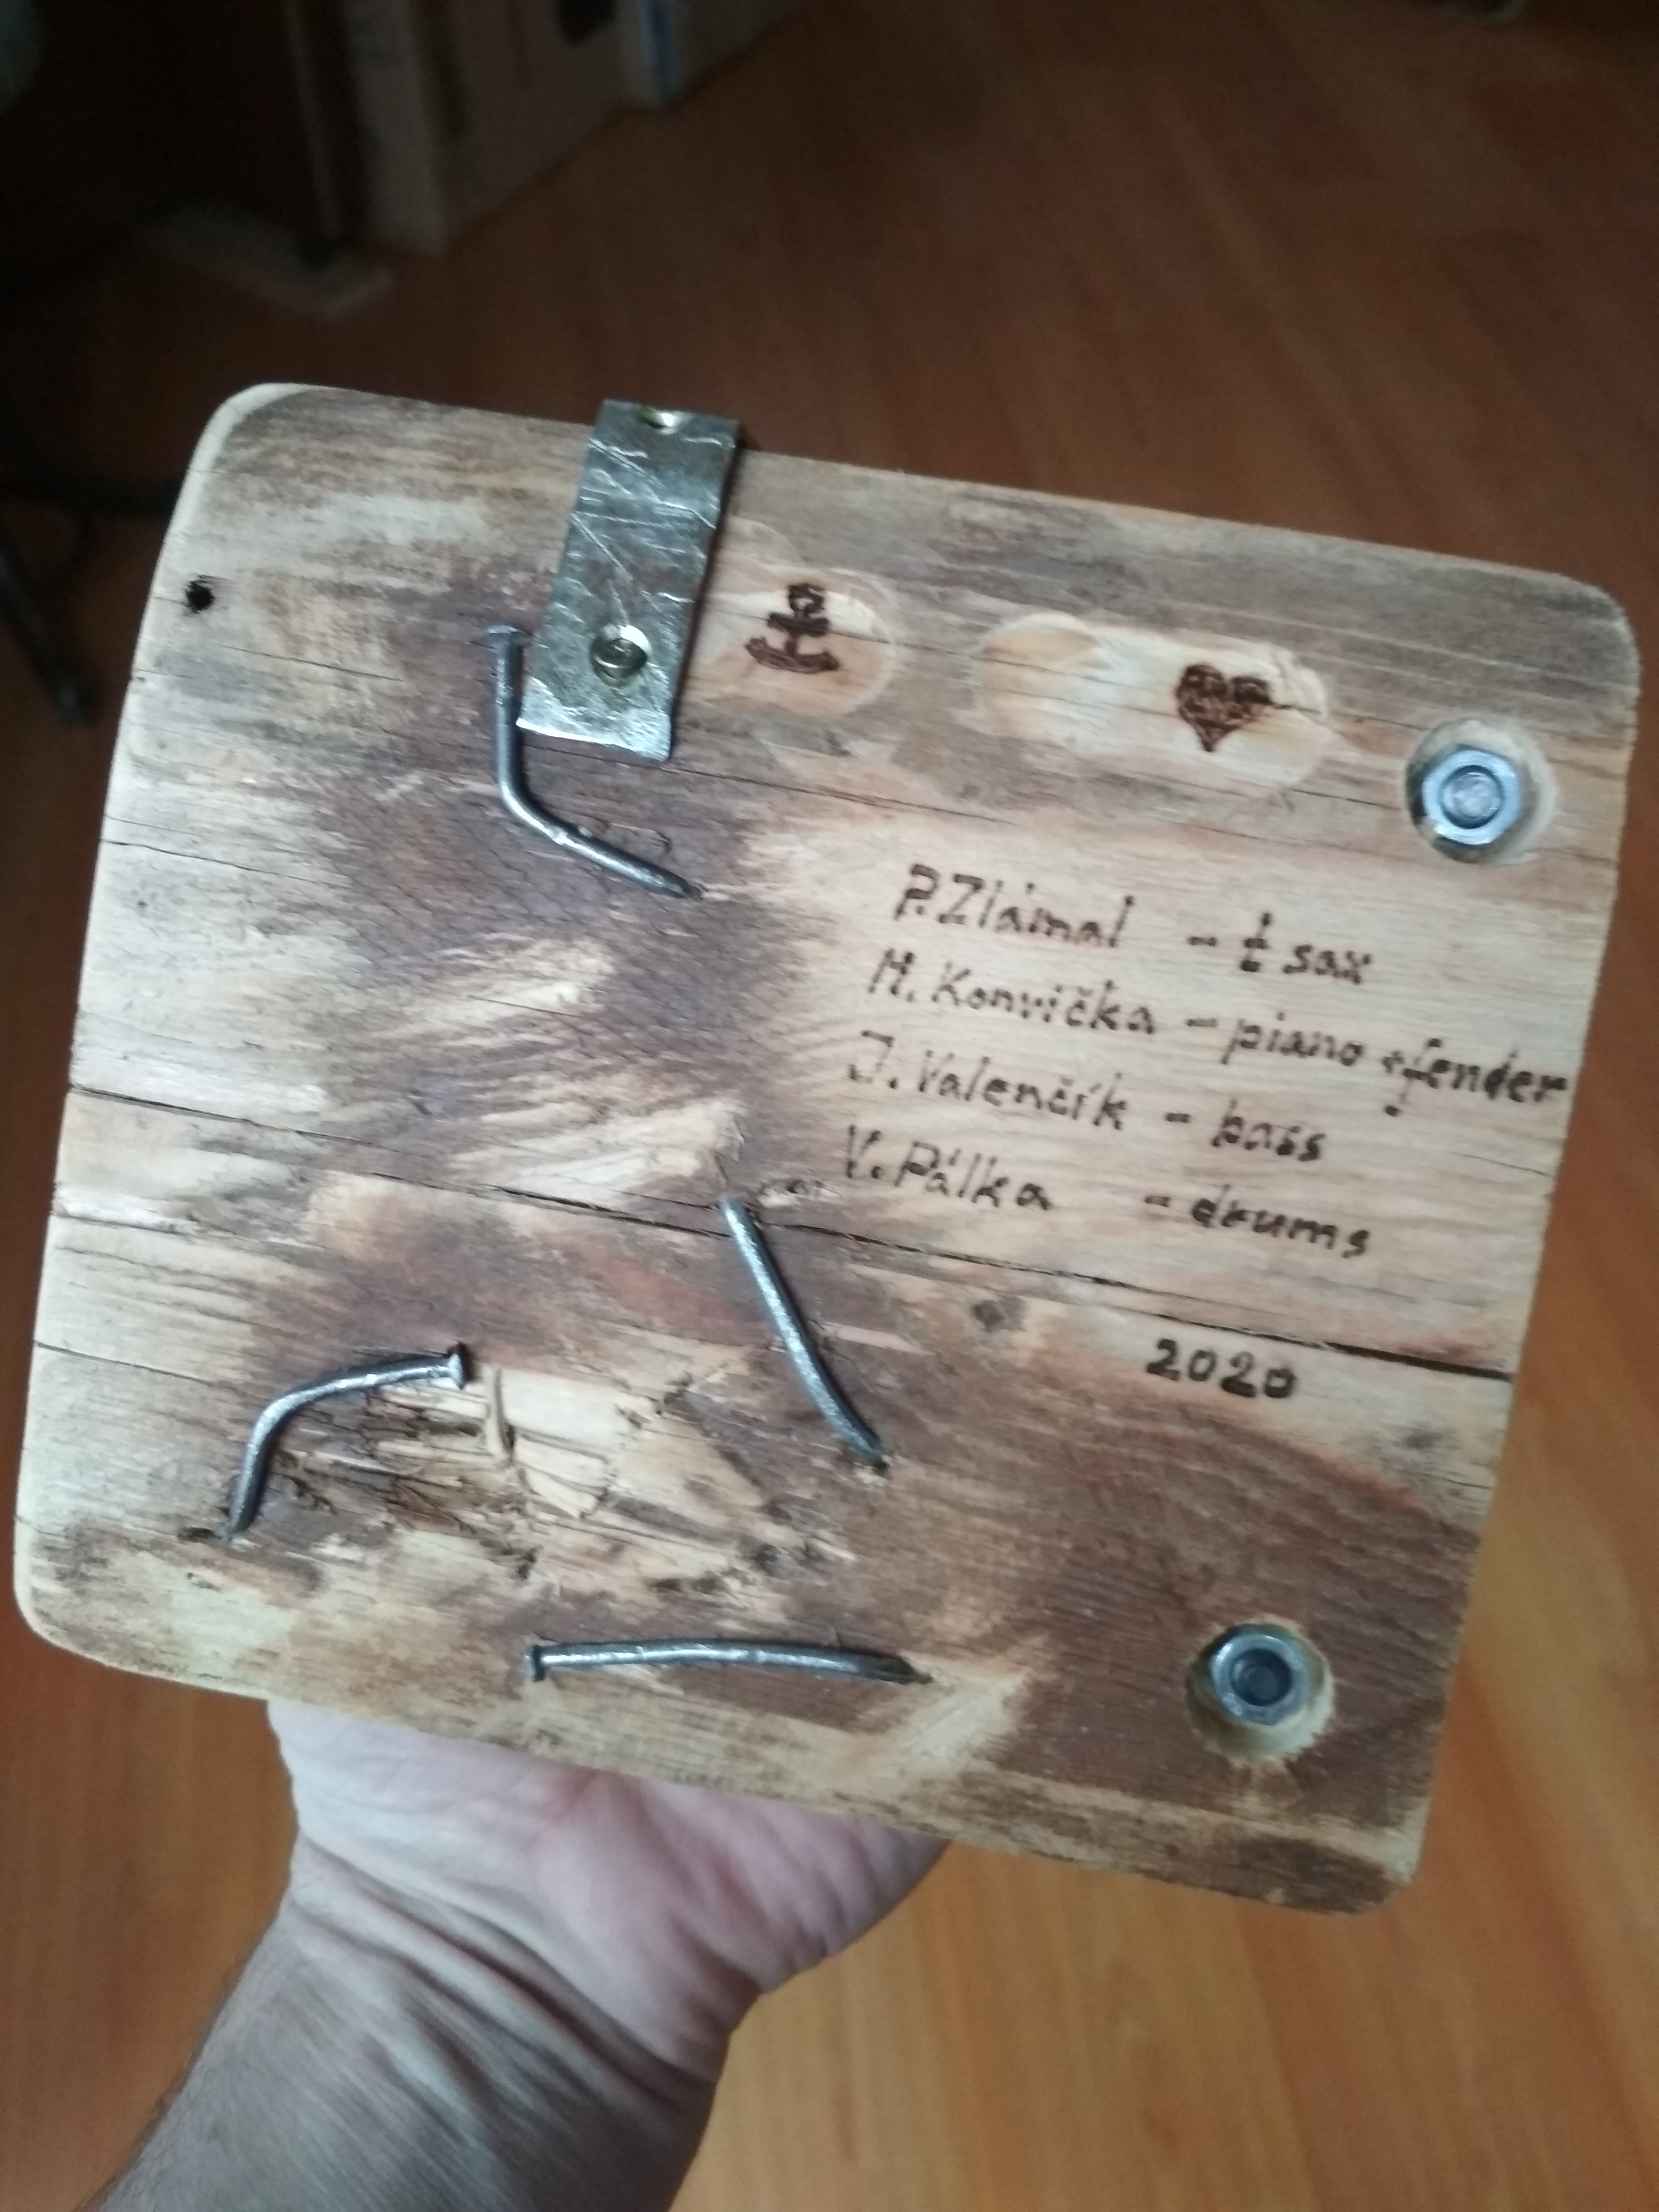 P. Zlámal - t sax
M. Konvička - piano + fender
J. Valenčík - bass
V. Pálka - drums
2020